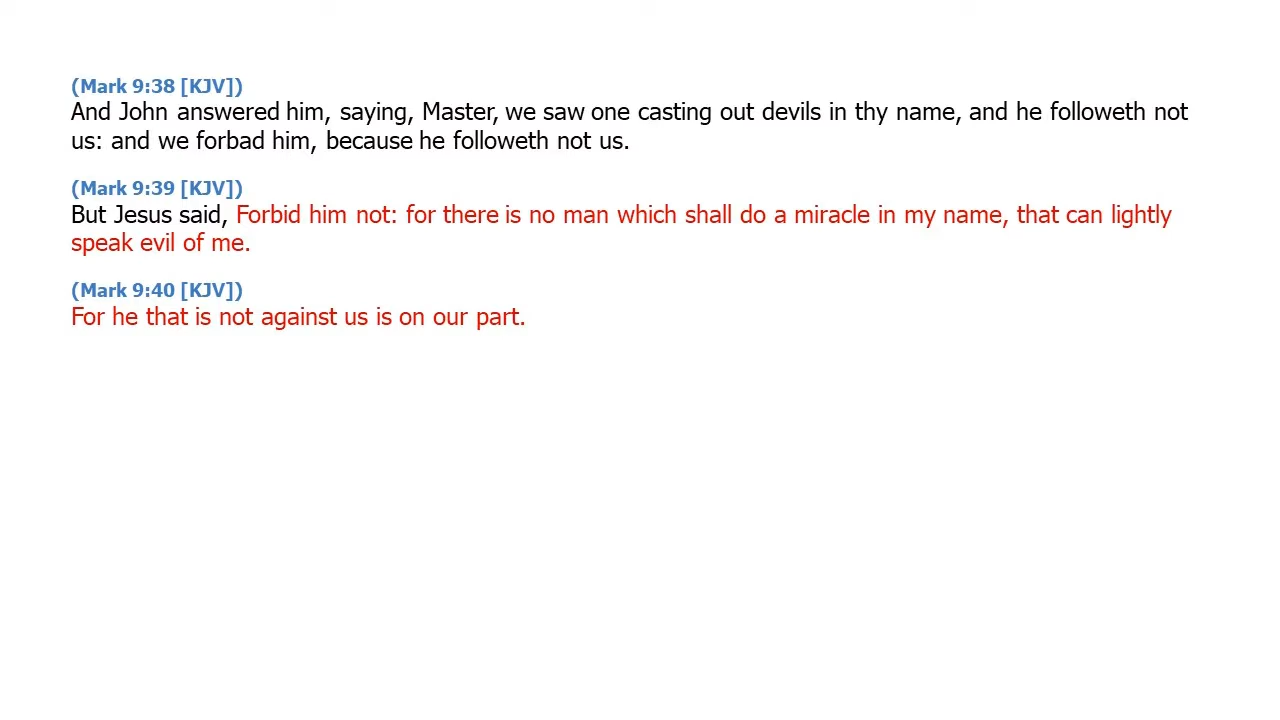 (Mark 9:38 [KJV])
And John answered him, saying, Master, we saw one casting out devils in thy name, and he followeth not
us: and we forbad him, because he followeth not us.
(Mark 9:39 [KJV])
But Jesus said, Forbid him not: for there is no man which shall do a miracle in my name, that can lightly
speak evil of me.
(Mark 9:40 [KJV])
For he that is not against us is on our part.